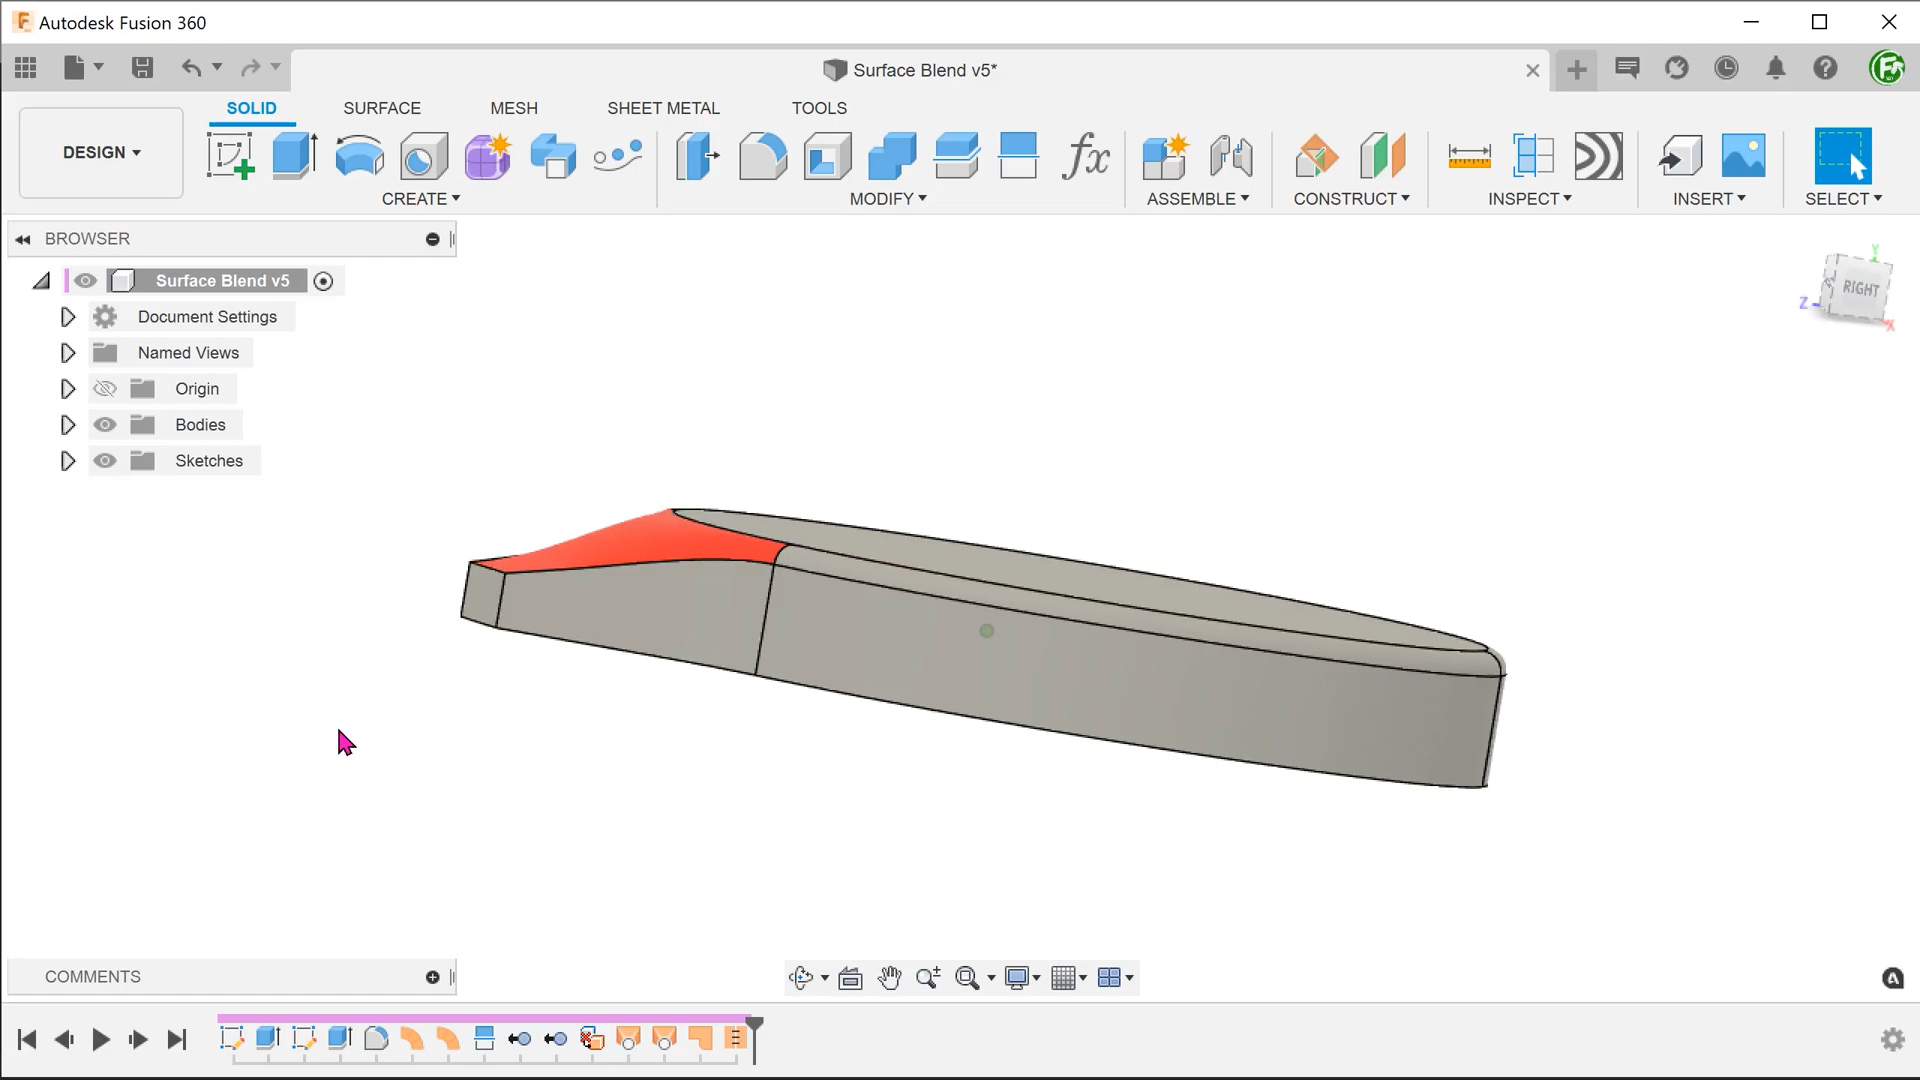 Autodesk Fusion 360
Surface Blend v5*
SOLID SURFACE MESH SHEET METAL TOOLS
DESIGN
CREATE MODIFY ASSEMBLE CONSTRUCT INSPECT INSERT SELECT
BROWSER
Surface Blend v5
Document Settings
Named Views
Origin
Bodies
Sketches
Y
RIGHT
Z
X
COMMENTS